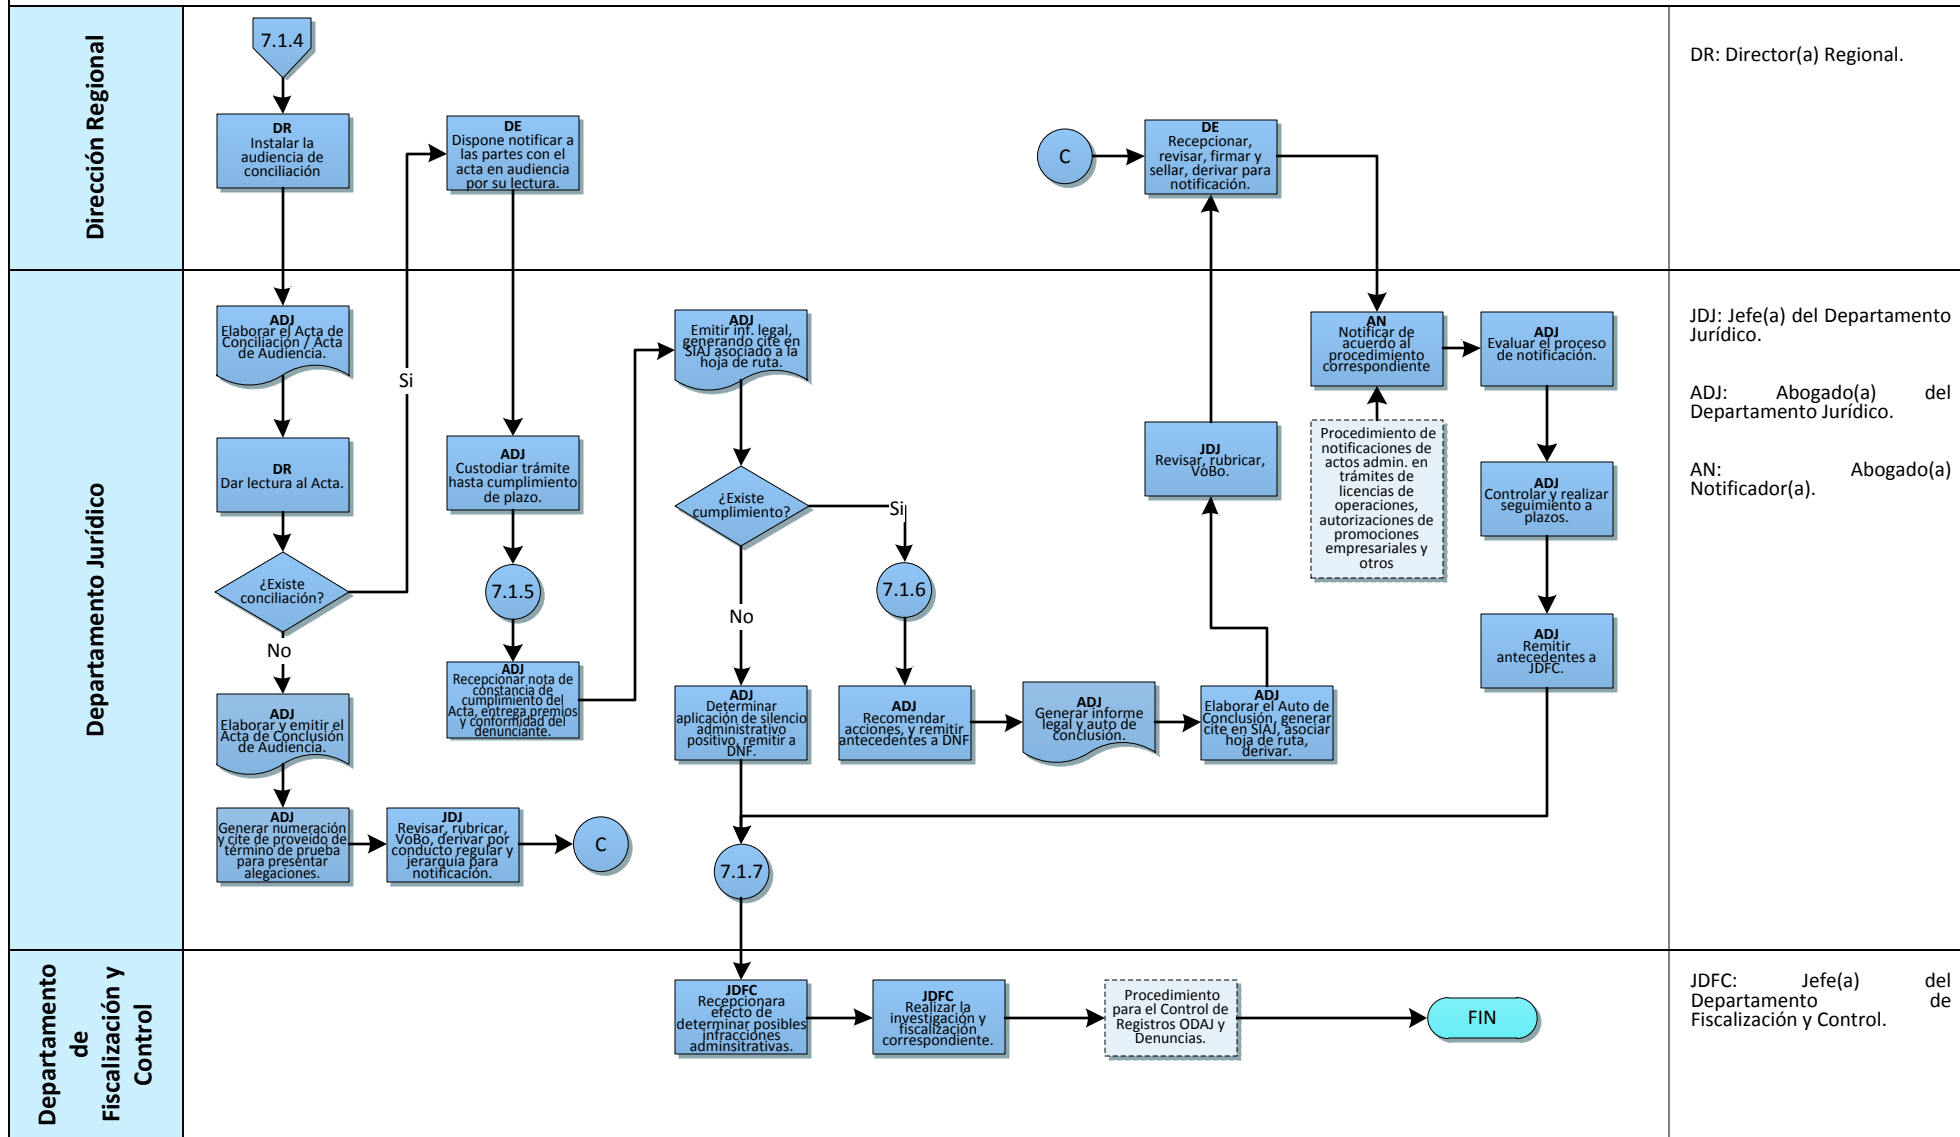 Dirección Regional
7.1.4
DR
Instalar la
audiencia de
conciliación
DE
Dispone notificar a
las partes con el
acta en audiencia
por su lectura.
C
DE
Recepcionar,
revisar, firmar y
sellar, derivar para
notificación.
DR: Director(a) Regional.
Departamento Jurídico
ADJ
Elaborar el Acta de
Conciliación / Acta
de Audiencia.
DR
Dar lectura al Acta.
¿Existe
conciliación?
Si
No
ADJ
Elaborar y emitir el
Acta de Conclusión
de Audiencia.
ADJ
Generar numeración
y cite de proveído de
término de prueba
para presentar
alegaciones.
JDJ
Revisar, rubricar,
VoBo, derivar por
conducto regular y
jerarquía para
notificación.
C
ADJ
Custodiar trámite
hasta cumplimiento
de plazo.
7.1.5
ADJ
Recepcionar nota de
constancia de
cumplimiento del
Acta, entrega premios
y conformidad del
denunciante.
ADJ
Emitir inf. legal,
generando cite en
SIAJ asociado a la
hoja de ruta.
¿Existe
cumplimiento?
Si
No
7.1.6
ADJ
Determinar
aplicación de silencio
administrativo
positivo, remitir a
DNF.
ADJ
Recomendar
acciones, y remitir
antecedentes a DNF
ADJ
Generar informe
legal y auto de
conclusión.
ADJ
Elaborar el Auto de
Conclusión, generar
cite en SIAJ, asociar
hoja de ruta,
derivar.
JDJ
Revisar, rubricar,
VoBo.
AN
Notificar de
acuerdo al
procedimiento
correspondiente
Procedimiento de
notificaciones de
actos admin. en
trámites de
licencias de
operaciones,
autorizaciones de
promociones
empresariales y
otros
ADJ
Evaluar el proceso
de notificación.
ADJ
Controlar y realizar
seguimiento a
plazos.
ADJ
Remitir
antecedentes a
JDFC.
7.1.7
JDJ: Jefe(a) del Departamento
Jurídico.
ADJ: Abogado(a) del
Departamento Jurídico.
AN: Abogado(a)
Notificador(a).
Departamento
de
Fiscalización y
Control
JDFC
Recepcionara
efecto de
determinar posibles
infracciones
adminsitrativas.
JDFC
Realizar la
investigación y
fiscalización
correspondiente.
Procedimiento
para el Control de
Registros ODAJ y
Denuncias.
FIN
JDFC: Jefe(a) del
Departamento de
Fiscalización y Control.